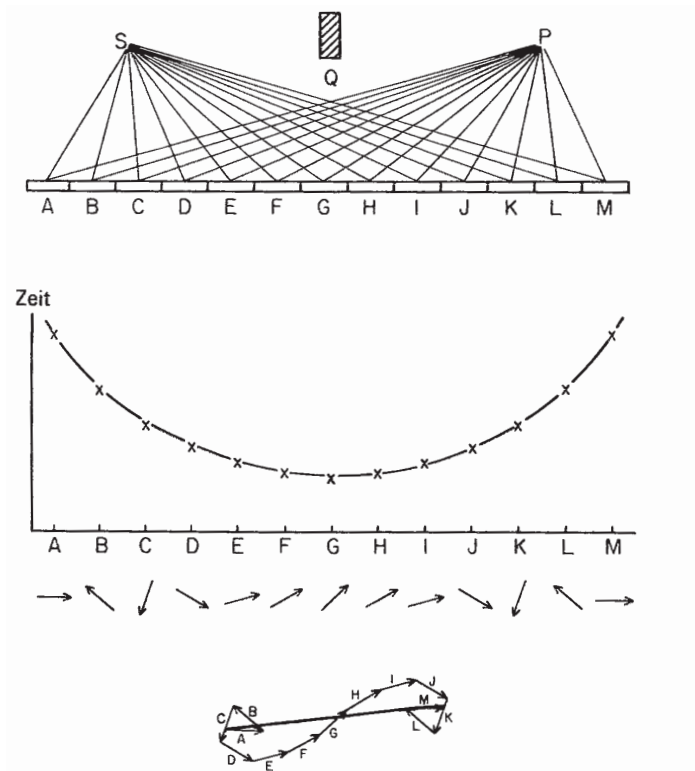 S P
Q
A B C D E F G H I J K L M
Zeit
A B C D E F G H I J K L M
I J
H M
C B K
A G L
D E F